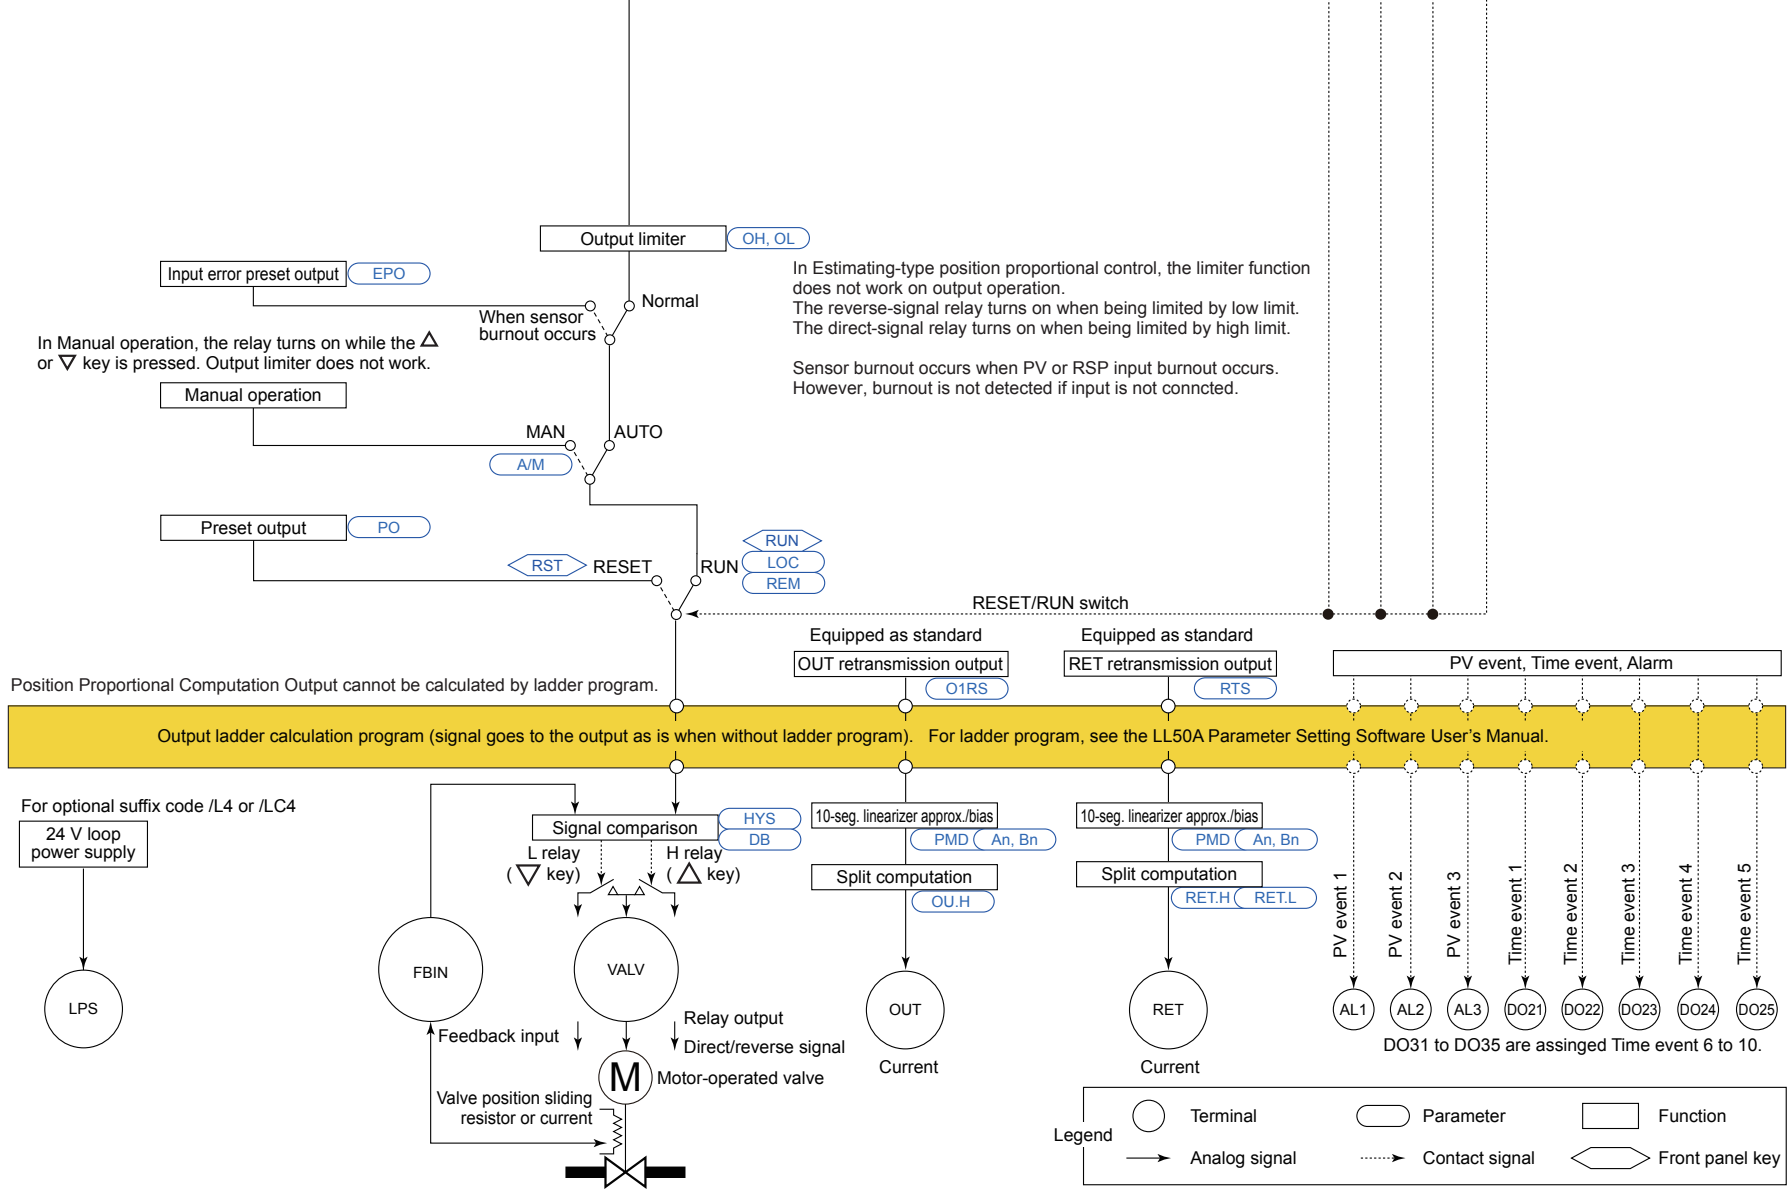 Output limiter
OH, OL
Input error preset output
EPO
When sensor
burnout occurs
Normal
In Estimating-type position proportional control, the limiter function
does not work on output operation.
The reverse-signal relay turns on when being limited by low limit.
The direct-signal relay turns on when being limited by high limit.
Sensor burnout occurs when PV or RSP input burnout occurs.
However, burnout is not detected if input is not conncted.
In Manual operation, the relay turns on while the △
or ▽ key is pressed. Output limiter does not work.
Manual operation
MAN
AUTO
A/M
Preset output
PO
RST
RESET
RUN
RUN
LOC
REM
RESET/RUN switch
Equipped as standard
OUT retransmission output
O1RS
Equipped as standard
RET retransmission output
RTS
PV event, Time event, Alarm
Position Proportional Computation Output cannot be calculated by ladder program.
Output ladder calculation program (signal goes to the output as is when without ladder program). For ladder program, see the LL50A Parameter Setting Software User's Manual.
For optional suffix code /L4 or /LC4
24 V loop
power supply
LPS
Signal comparison
HYS
DB
L relay
(▽ key)
H relay
(△ key)
FBIN
VALV
Feedback input
Relay output
Direct/reverse signal
M
Motor-operated valve
Valve position sliding
resistor or current
10-seg. linearizer approx./bias
PMD
An, Bn
Split computation
OU.H
OUT
Current
10-seg. linearizer approx./bias
PMD
An, Bn
Split computation
RET.H
RET.L
RET
Current
PV event 1
PV event 2
PV event 3
Time event 1
Time event 2
Time event 3
Time event 4
Time event 5
AL1
AL2
AL3
DO21
DO22
DO23
DO24
DO25
DO31 to DO35 are assinged Time event 6 to 10.
Legend
Terminal
Parameter
Function
Analog signal
Contact signal
Front panel key